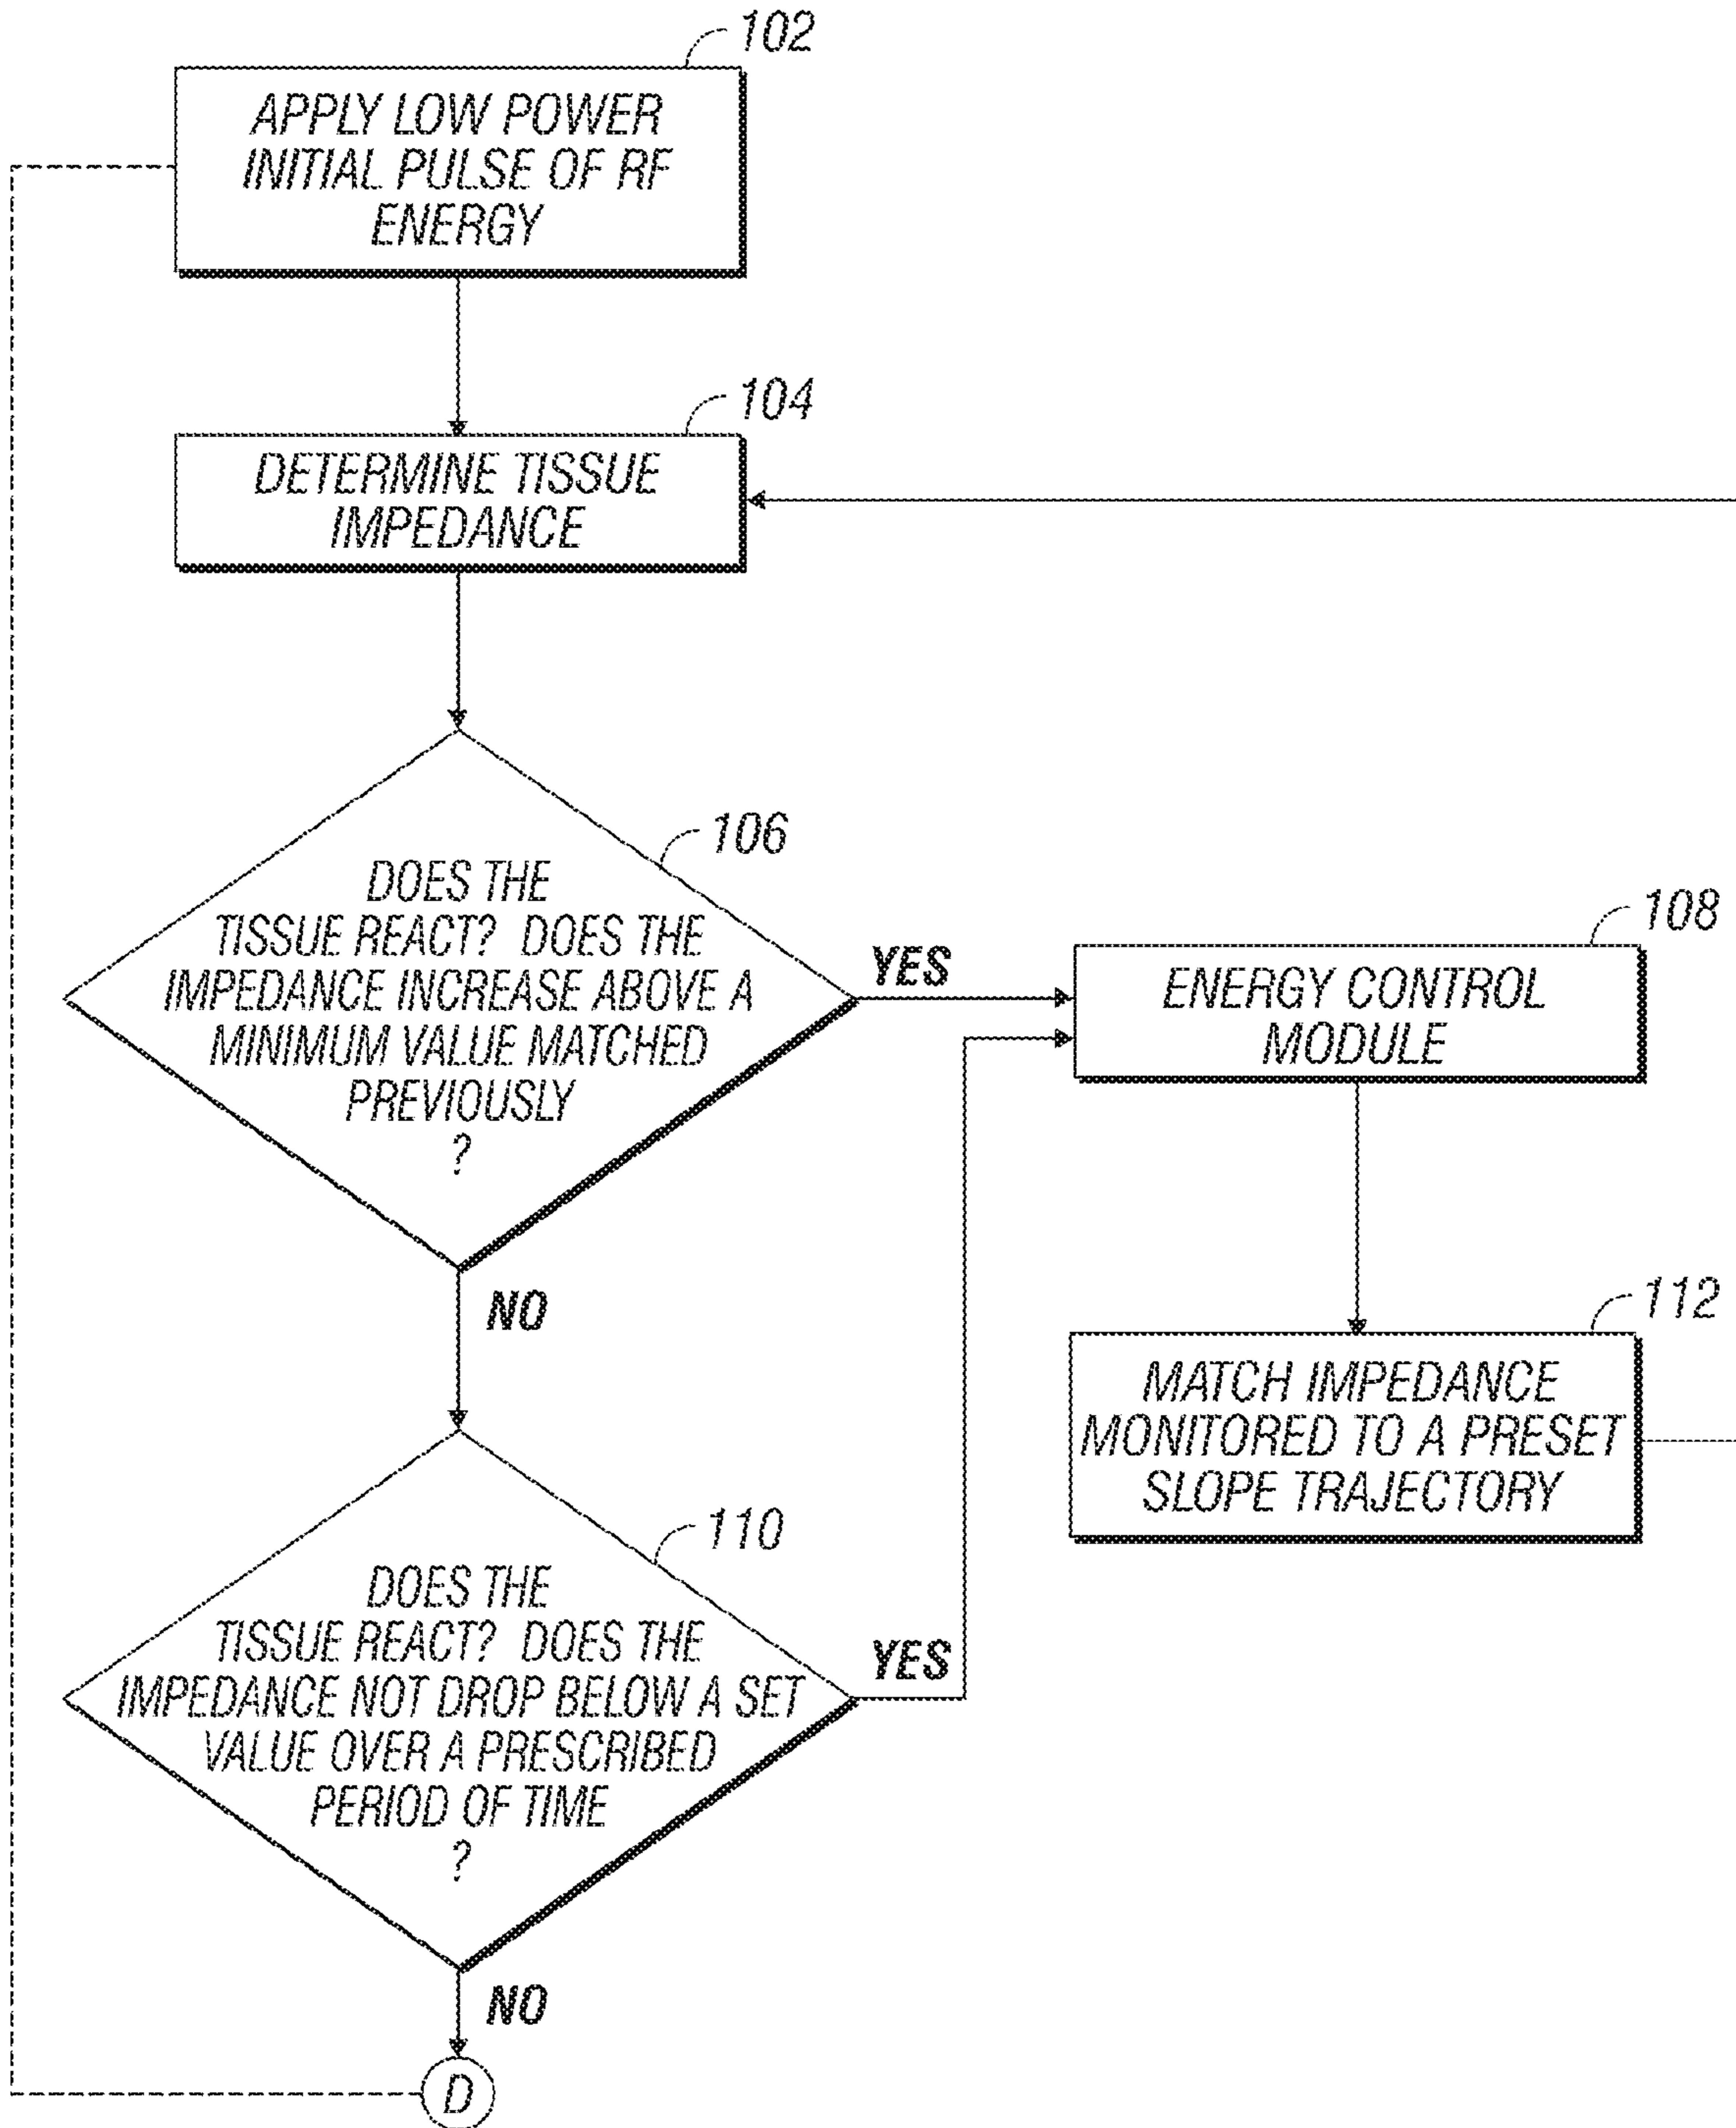 102
APPLY LOW POWER
INITIAL PULSE OF RF
ENERGY
104
DETERMINE TISSUE
IMPEDANCE
106
DOES THE
TISSUE REACT? DOES THE
IMPEDANCE INCREASE ABOVE A
MINIMUM VALUE MATCHED
PREVIOUSLY
?
YES
108
ENERGY CONTROL
MODULE
NO
112
MATCH IMPEDANCE
MONITORED TO A PRESET
SLOPE TRAJECTORY
110
DOES THE
TISSUE REACT? DOES THE
IMPEDANCE NOT DROP BELOW A SET
VALUE OVER A PRESCRIBED
PERIOD OF TIME
?
YES
NO
D